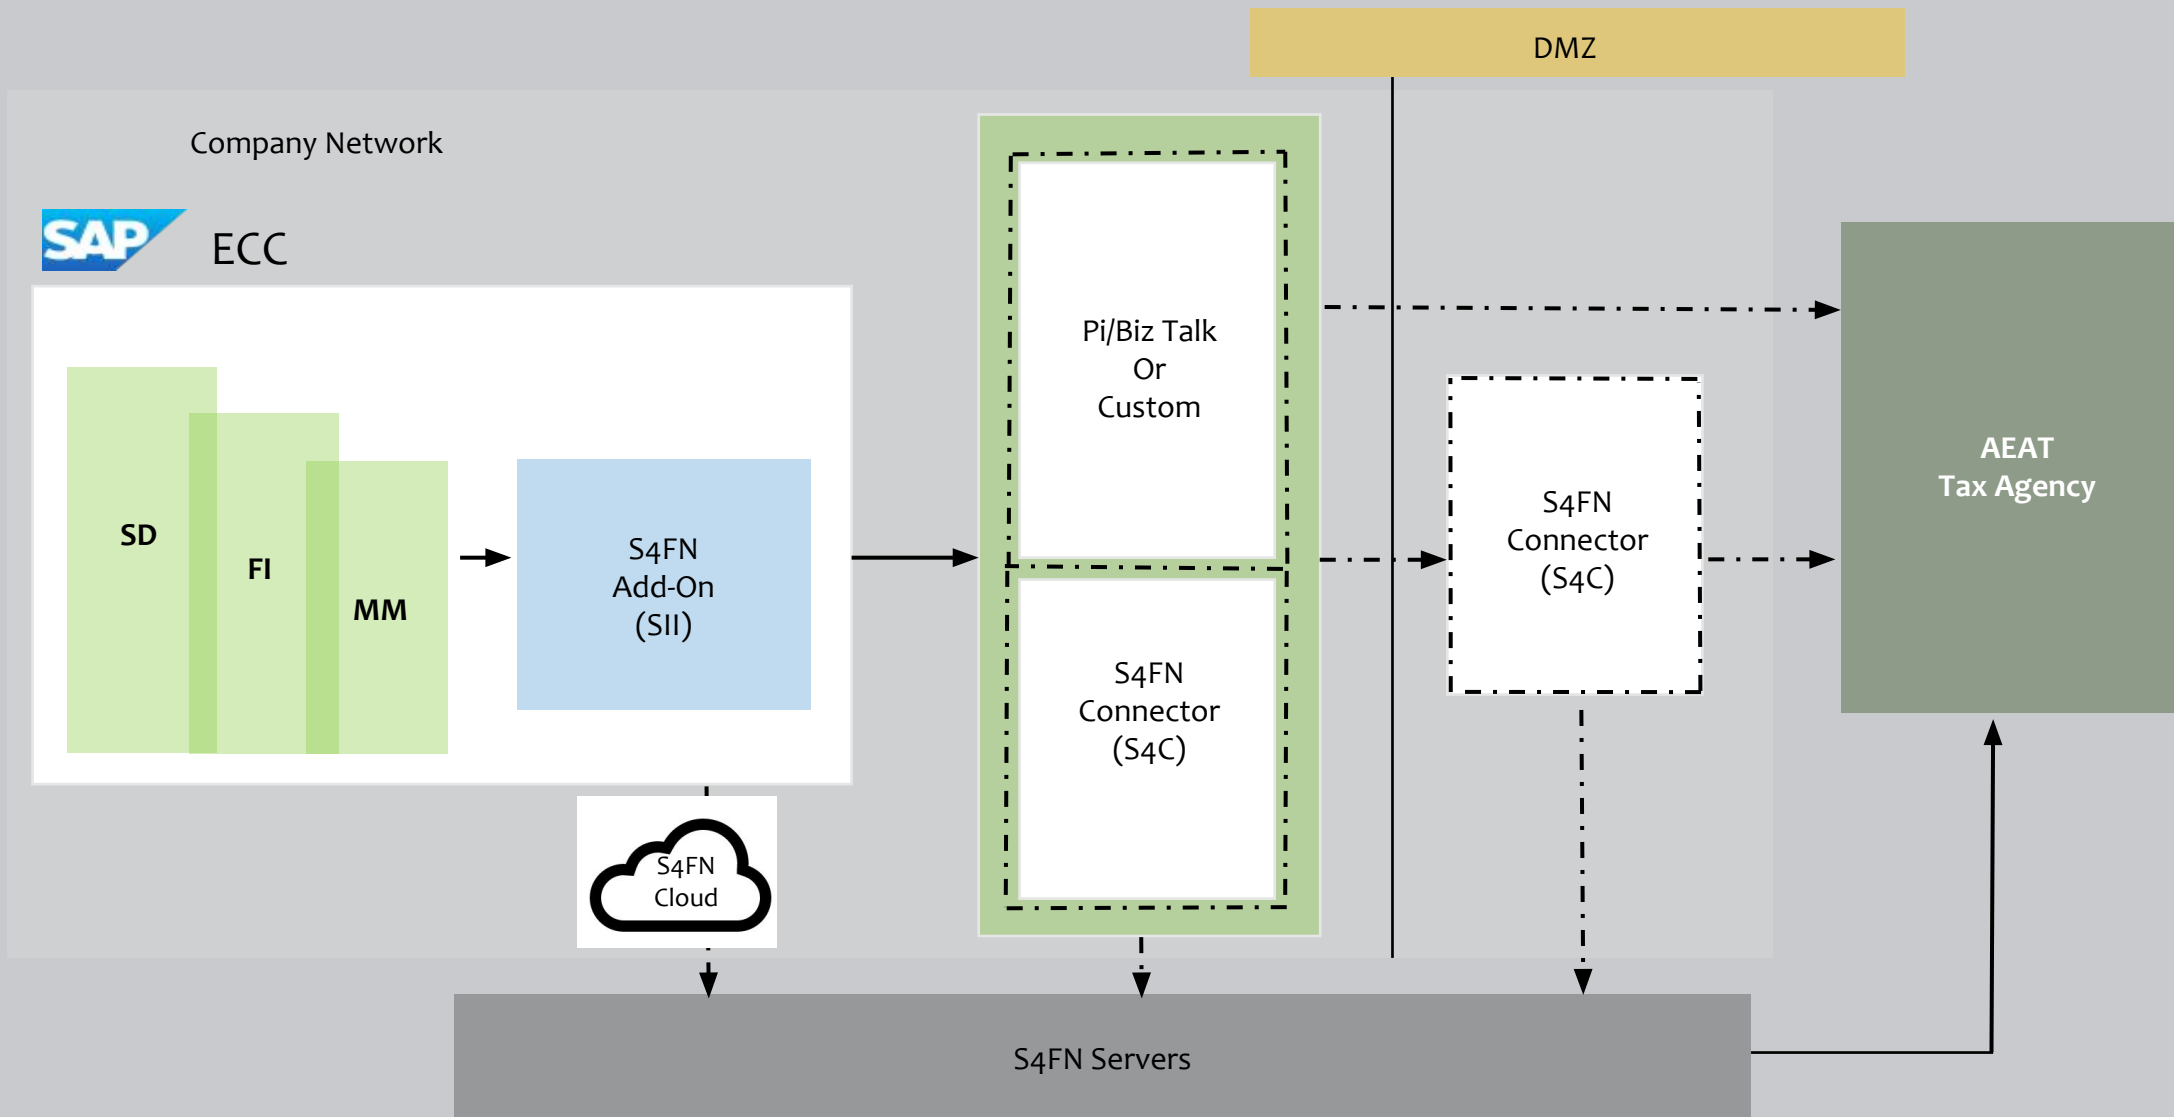 DMZ
Company Network
SAP
ECC
SD
FI
MM
S4FN
Add-On
(SII)
S4FN
Cloud
Pi/Biz Talk
Or
Custom
S4FN
Connector
(S4C)
S4FN
Connector
(S4C)
AEAT
Tax Agency
S4FN Servers